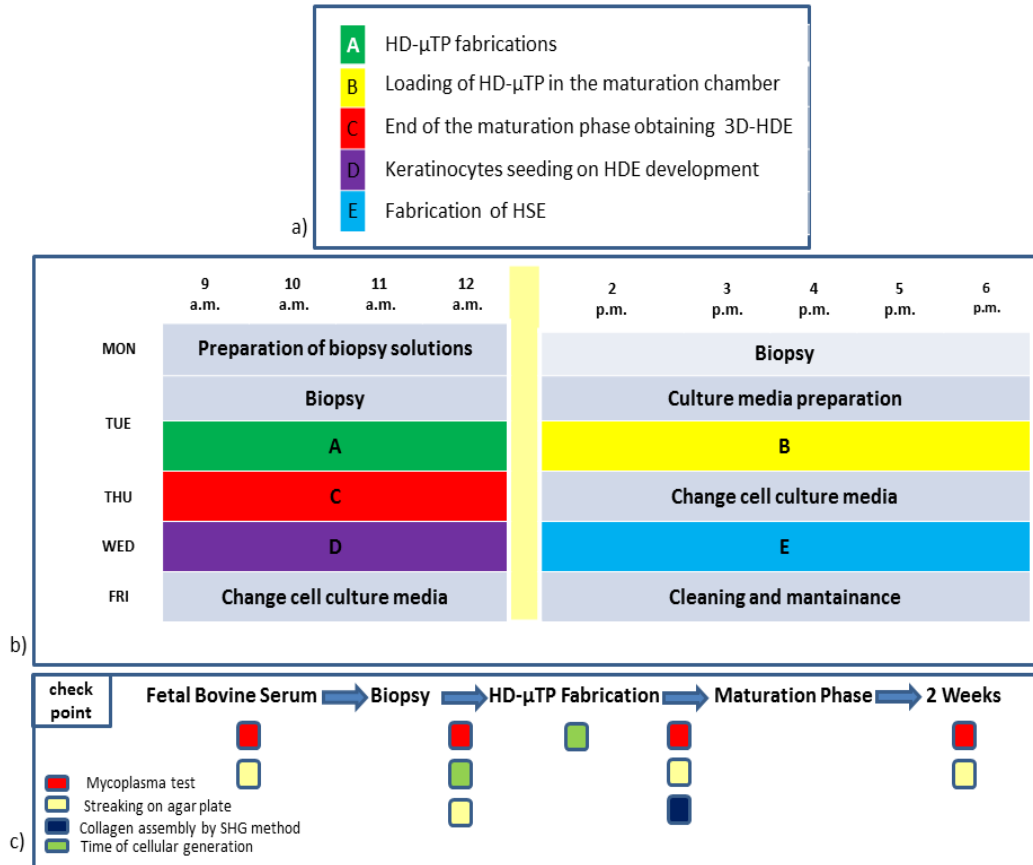 A HD-μTP fabrications
B Loading of HD-μTP in the maturation chamber
C End of the maturation phase obtaining 3D-HDE
D Keratinocytes seeding on HDE development
E Fabrication of HSE
a)
9 a.m. 10 a.m. 11 a.m. 12 a.m. 2 p.m. 3 p.m. 4 p.m. 5 p.m. 6 p.m.
MON Preparation of biopsy solutions Biopsy
TUE Biopsy Culture media preparation
A B
THU C Change cell culture media
WED D E
FRI Change cell culture media Cleaning and mantainance
b)
check point
Fetal Bovine Serum Biopsy HD-μTP Fabrication Maturation Phase 2 Weeks
Mycoplasma test
Streaking on agar plate
Collagen assembly by SHG method
Time of cellular generation
c)